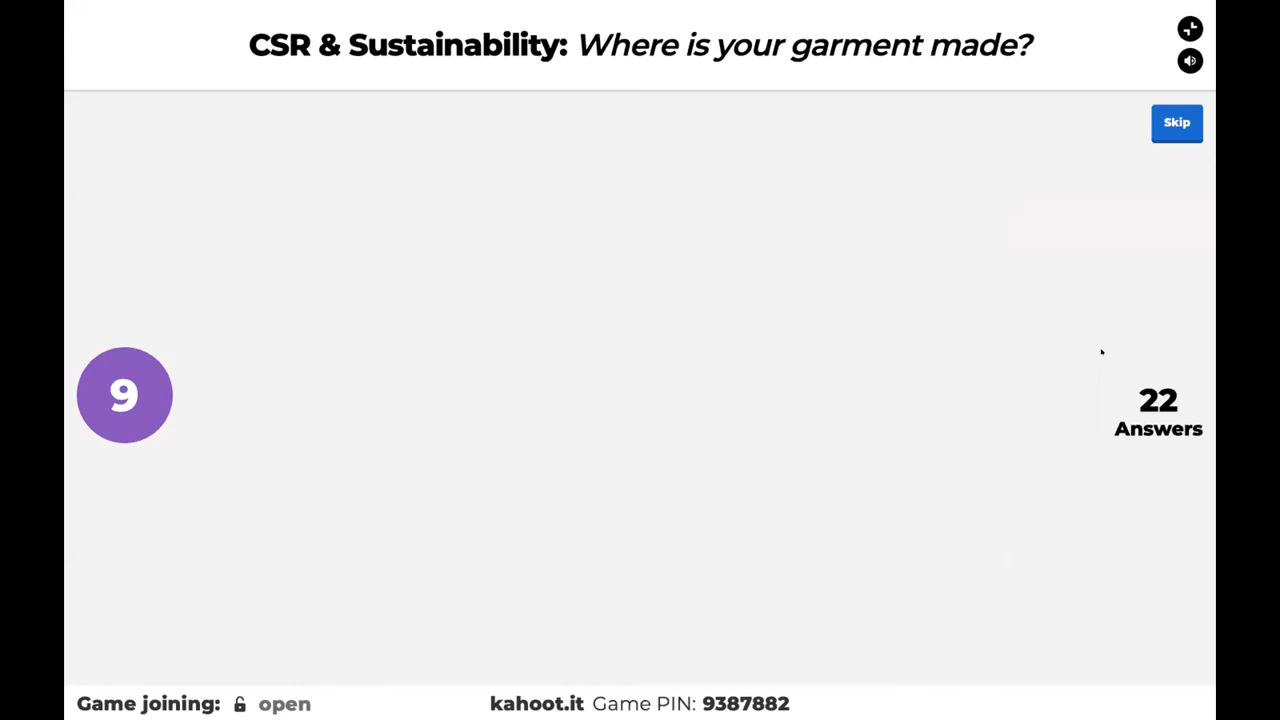 CSR & Sustainability: Where is your garment made?
Skip
9
22
Answers
Game joining: open
kahoot.it Game PIN: 9387882